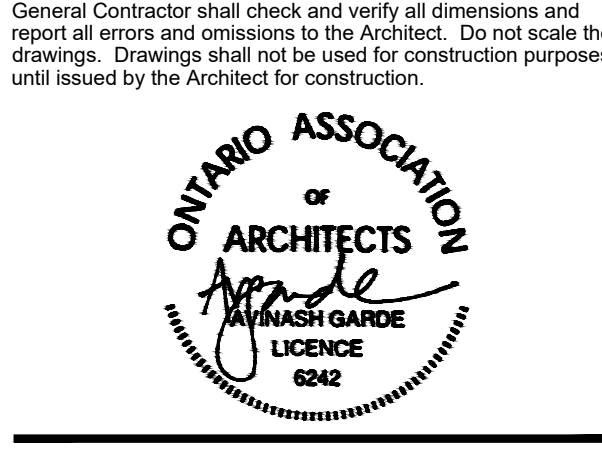 General Contractor shall check and verify all dimensions and
report all errors and omissions to the Architect.  Do not scale the
drawings.  Drawings shall not be used for construction purposes
until issued by the Architect for construction.
ONTARIO ASSOCIATION
OF
ARCHITECTS
AVINASH GARDE
LICENCE
6242